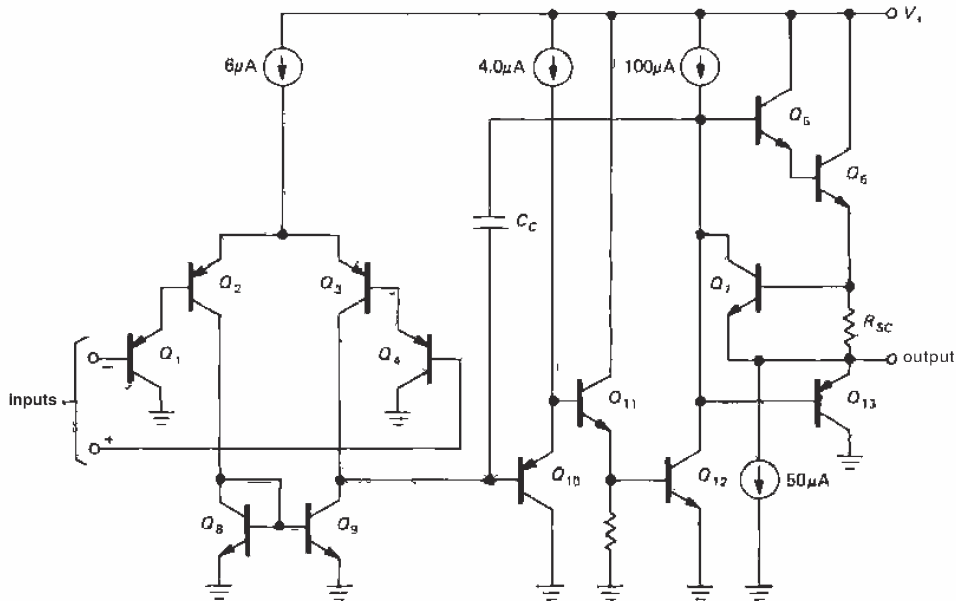 V+
6μA
4.0μA
100μA
Q5
Q6
CC
Q2
Q3
Q7
RSC
Q1
Q4
output
Inputs
−
+
Q11
Q13
Q10
Q12
50μA
Q8
Q9